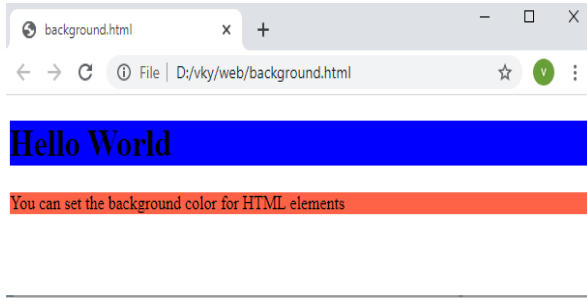 background.html
File | D:/vky/web/background.html
V
Hello World
You can set the background color for HTML elements